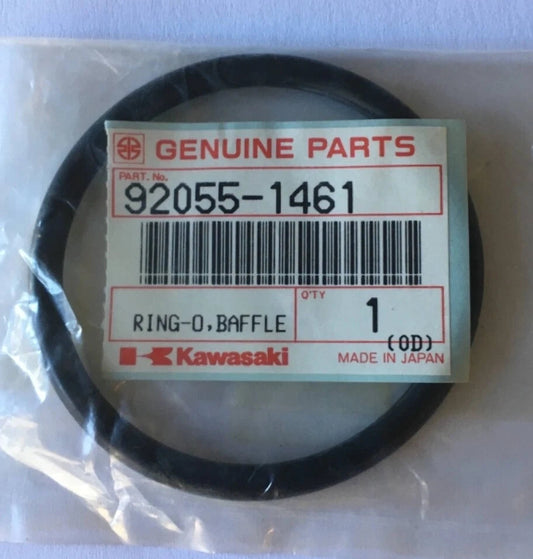 GENUINE PARTS
PART. No.
92055-1461
RING-O,BAFFLE
Q'TY
1
(OD)
Kawasaki
MADE IN JAPAN